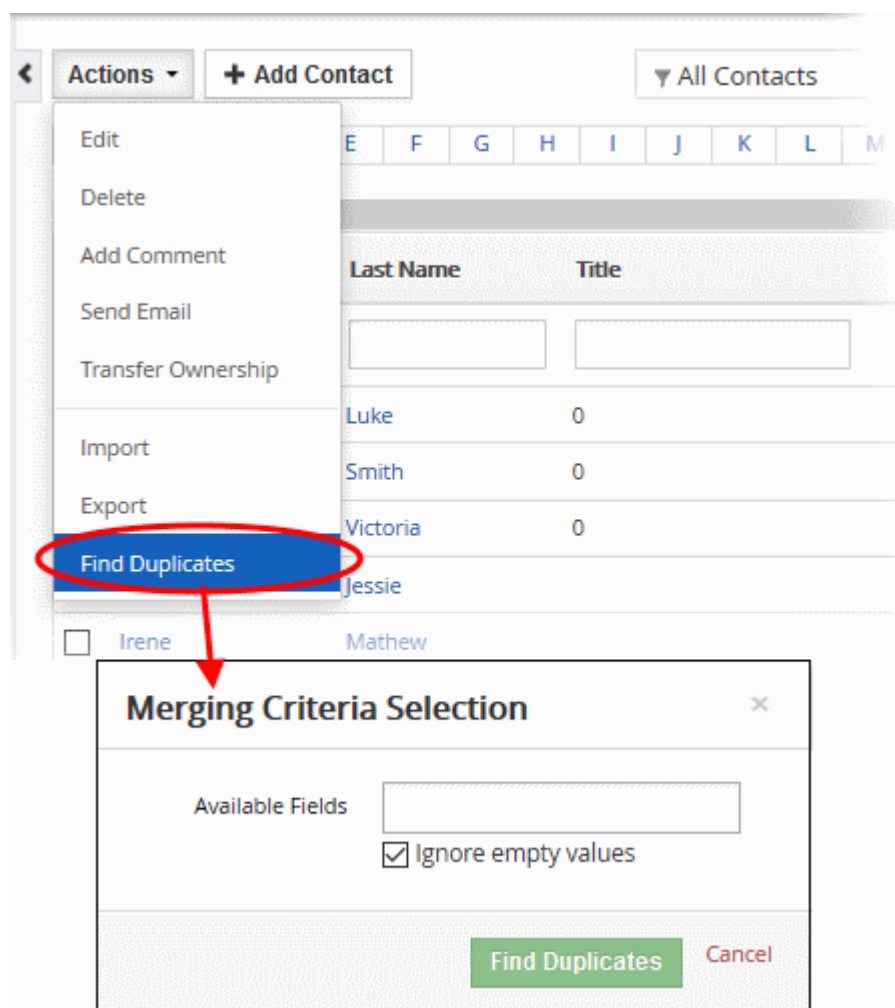 Actions + Add Contact All Contacts
Edit
E F G H I J K L M
Delete
Add Comment
Last Name Title
Send Email
Transfer Ownership
Luke 0
Import
Smith 0
Export
Victoria 0
Find Duplicates
Jessie
Irene Mathew
Merging Criteria Selection ×
Available Fields
Ignore empty values
Find Duplicates Cancel